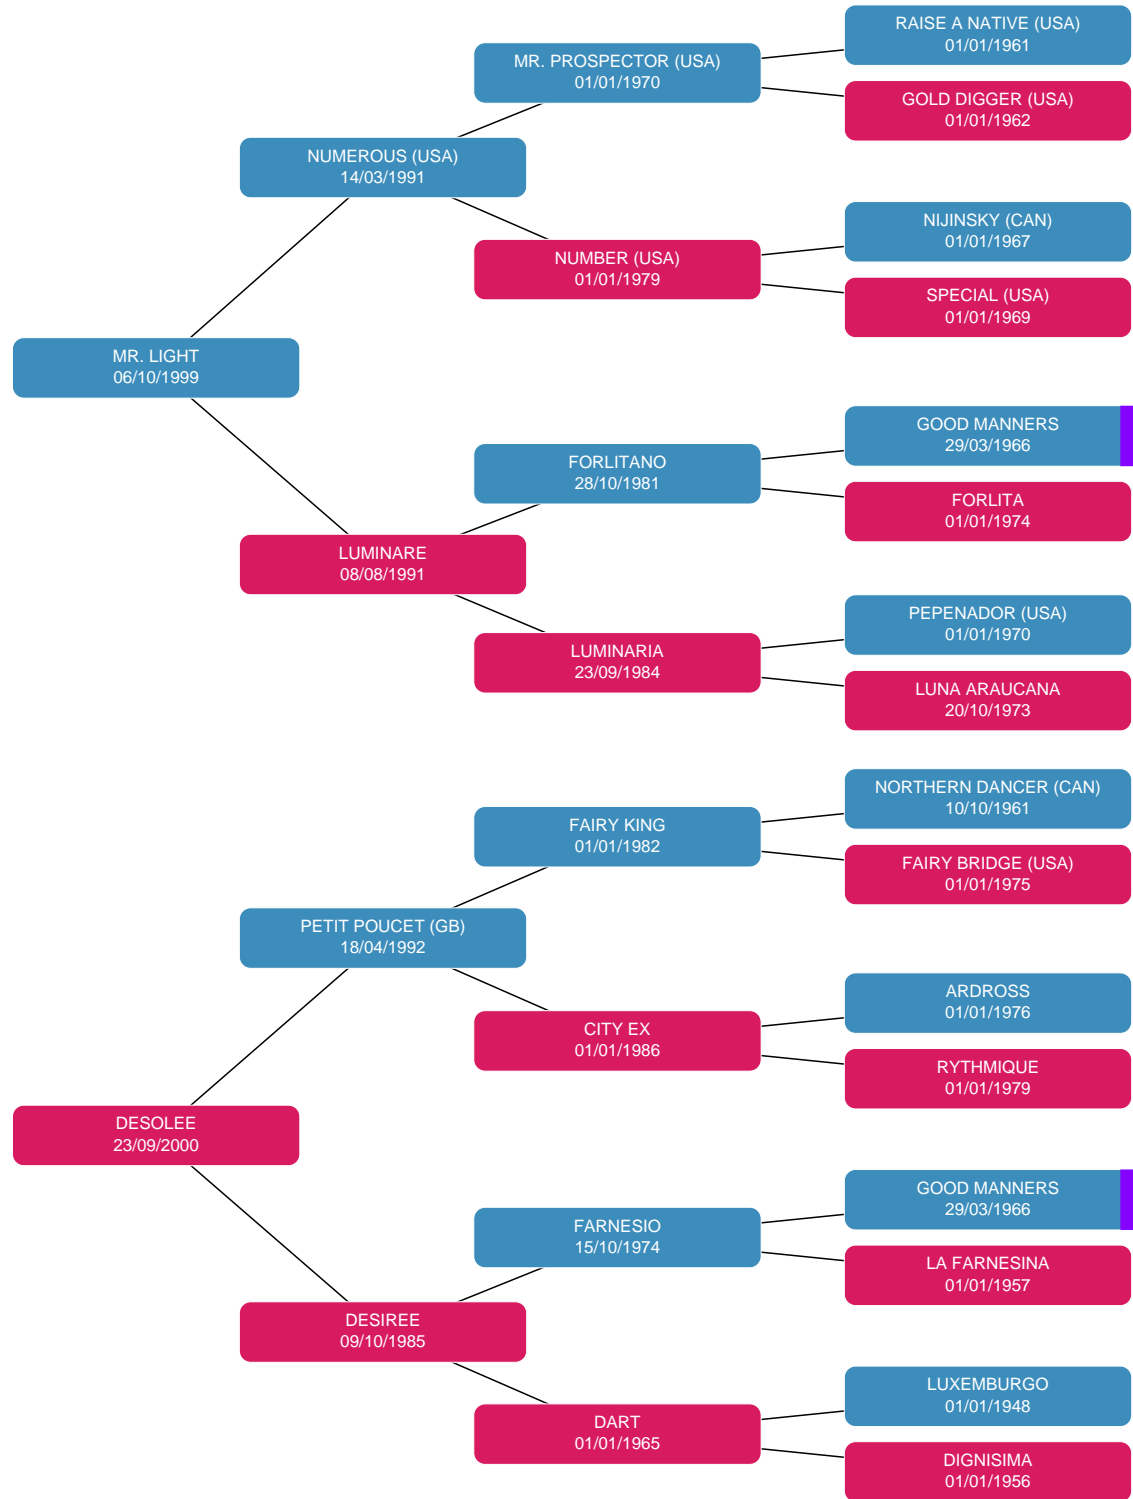 RAISE A NATIVE (USA)
01/01/1961
MR. PROSPECTOR (USA)
01/01/1970
GOLD DIGGER (USA)
01/01/1962
NUMEROUS (USA)
14/03/1991
NIJINSKY (CAN)
01/01/1967
NUMBER (USA)
01/01/1979
SPECIAL (USA)
01/01/1969
MR. LIGHT
06/10/1999
GOOD MANNERS
29/03/1966
FORLITANO
28/10/1981
FORLITA
01/01/1974
LUMINARE
08/08/1991
PEPENADOR (USA)
01/01/1970
LUMINARIA
23/09/1984
LUNA ARAUCANA
20/10/1973
NORTHERN DANCER (CAN)
10/10/1961
FAIRY KING
01/01/1982
FAIRY BRIDGE (USA)
01/01/1975
PETIT POUCET (GB)
18/04/1992
ARDROSS
01/01/1976
CITY EX
01/01/1986
RYTHMIQUE
01/01/1979
DESOLEE
23/09/2000
GOOD MANNERS
29/03/1966
FARNESIO
15/10/1974
LA FARNESINA
01/01/1957
DESIREE
09/10/1985
LUXEMBURGO
01/01/1948
DART
01/01/1965
DIGNISIMA
01/01/1956